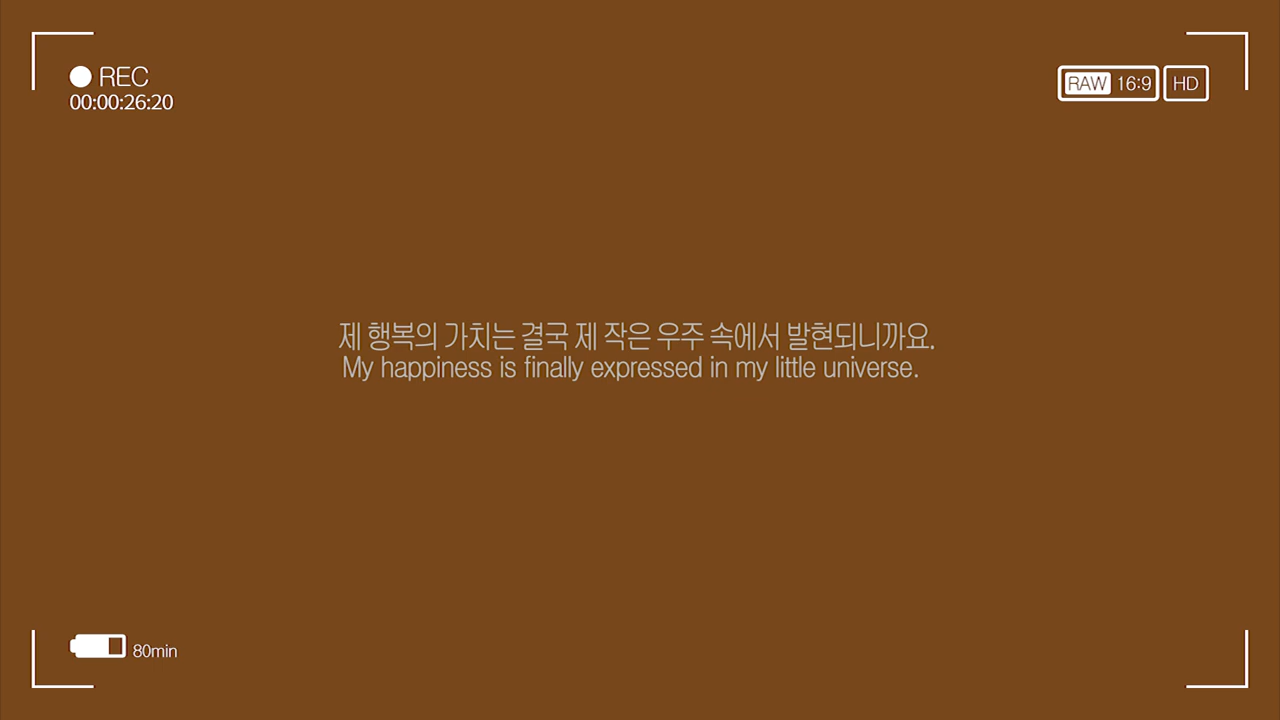 REC
00:00:26:20
RAW 16:9 HD
제 행복의 가치는 결국 제 작은 우주 속에서 발현되니까요.
My happiness is finally expressed in my little universe.
80min